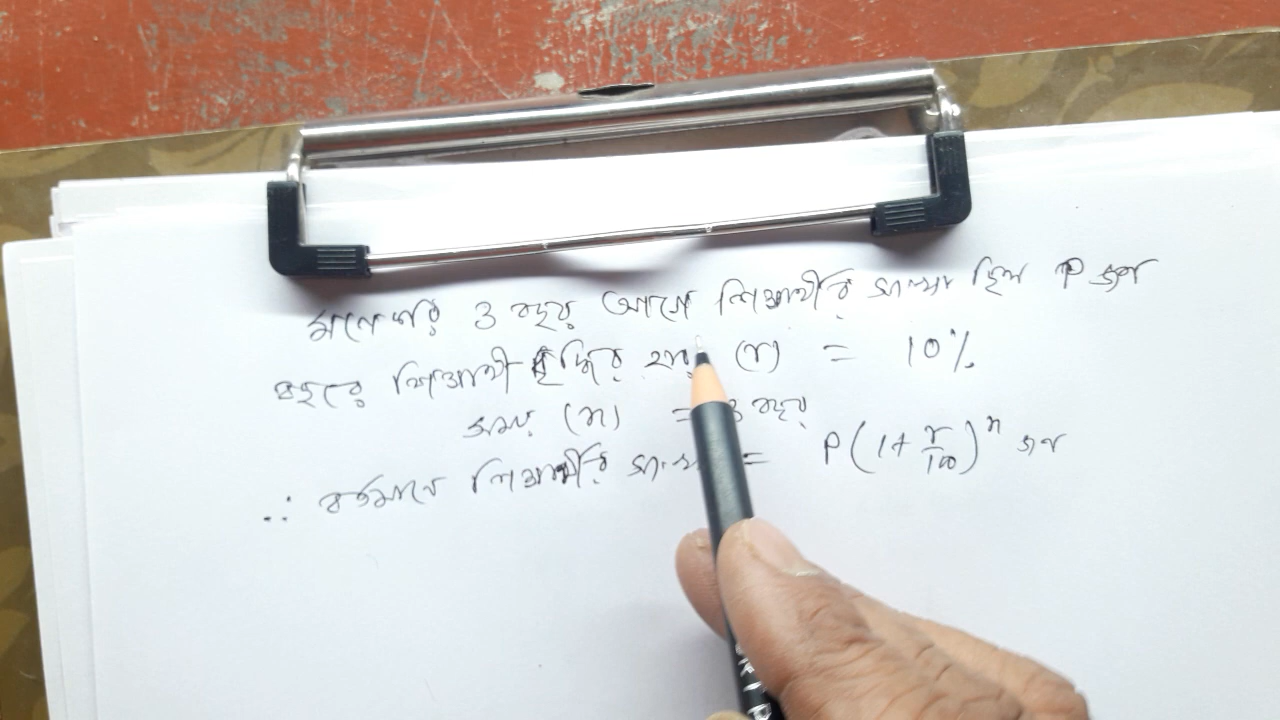 মনেকরি 3 বছর আগে শিক্ষার্থীর সংখ্যা ছিল P জন
বছরে শিক্ষার্থী বৃদ্ধির হার (r) = 10%
সময় (n) = 3 বছর
∴ বর্তমানে শিক্ষার্থীর সংখ্যা = P(1+r/100)^n জন